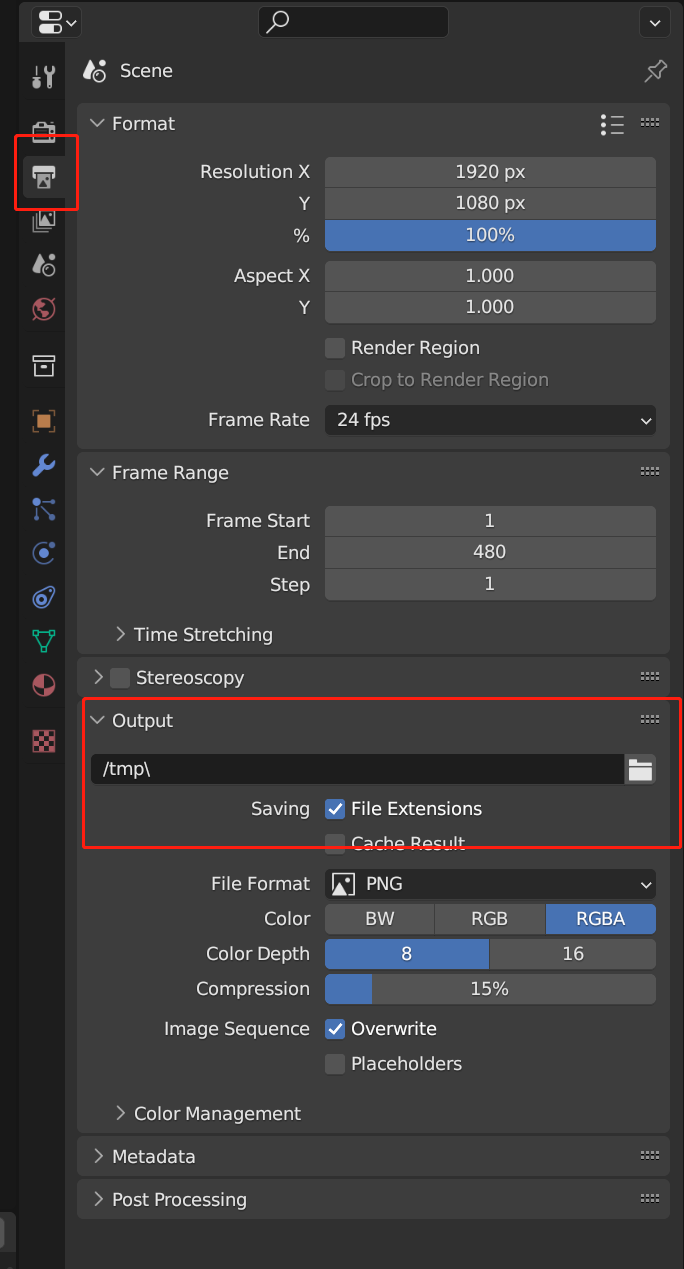 Scene
Format
Resolution X 1920 px
Y 1080 px
% 100%
Aspect X 1.000
Y 1.000
Render Region
Crop to Render Region
Frame Rate 24 fps
Frame Range
Frame Start 1
End 480
Step 1
Time Stretching
Stereoscopy
Output
/tmp\
Saving File Extensions
Cache Result
File Format PNG
Color BW RGB RGBA
Color Depth 8 16
Compression 15%
Image Sequence Overwrite
Placeholders
Color Management
Metadata
Post Processing